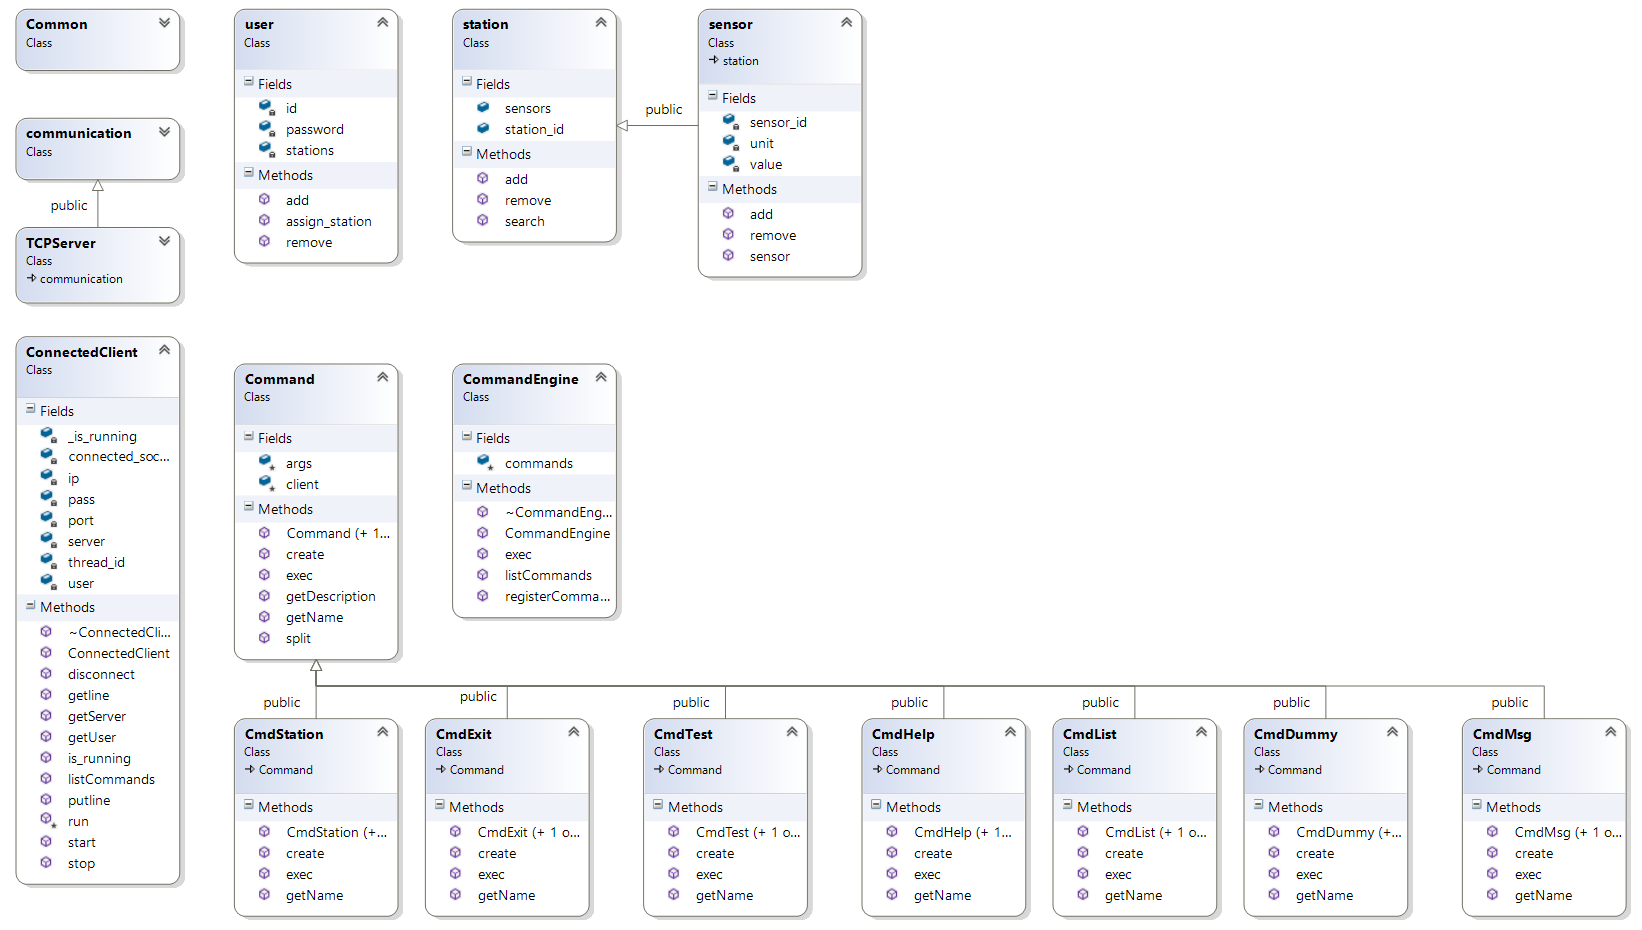 Common
Class
communication
Class
public
TCPServer
Class
communication
ConnectedClient
Class
Fields
_is_running
connected_soc...
ip
pass
port
server
thread_id
user
Methods
~ConnectedCli...
ConnectedClient
disconnect
getline
getServer
getUser
is_running
listCommands
putline
run
start
stop
user
Class
Fields
id
password
stations
Methods
add
assign_station
remove
station
Class
Fields
sensors
station_id
Methods
add
remove
search
public
sensor
Class
station
Fields
sensor_id
unit
value
Methods
add
remove
sensor
Command
Class
Fields
args
client
Methods
Command (+ 1...
create
exec
getDescription
getName
split
CommandEngine
Class
Fields
commands
Methods
~CommandEng...
CommandEngine
exec
listCommands
registerComma...
public
CmdStation
Class
Command
Methods
CmdStation (+...
create
exec
getName
public
CmdExit
Class
Command
Methods
CmdExit (+ 1 o...
create
exec
getName
public
CmdTest
Class
Command
Methods
CmdTest (+ 1 o...
create
exec
getName
public
CmdHelp
Class
Command
Methods
CmdHelp (+ 1...
create
exec
getName
public
CmdList
Class
Command
Methods
CmdList (+ 1 o...
create
exec
getName
public
CmdDummy
Class
Command
Methods
CmdDummy (+...
create
exec
getName
public
CmdMsg
Class
Command
Methods
CmdMsg (+ 1 o...
create
exec
getName